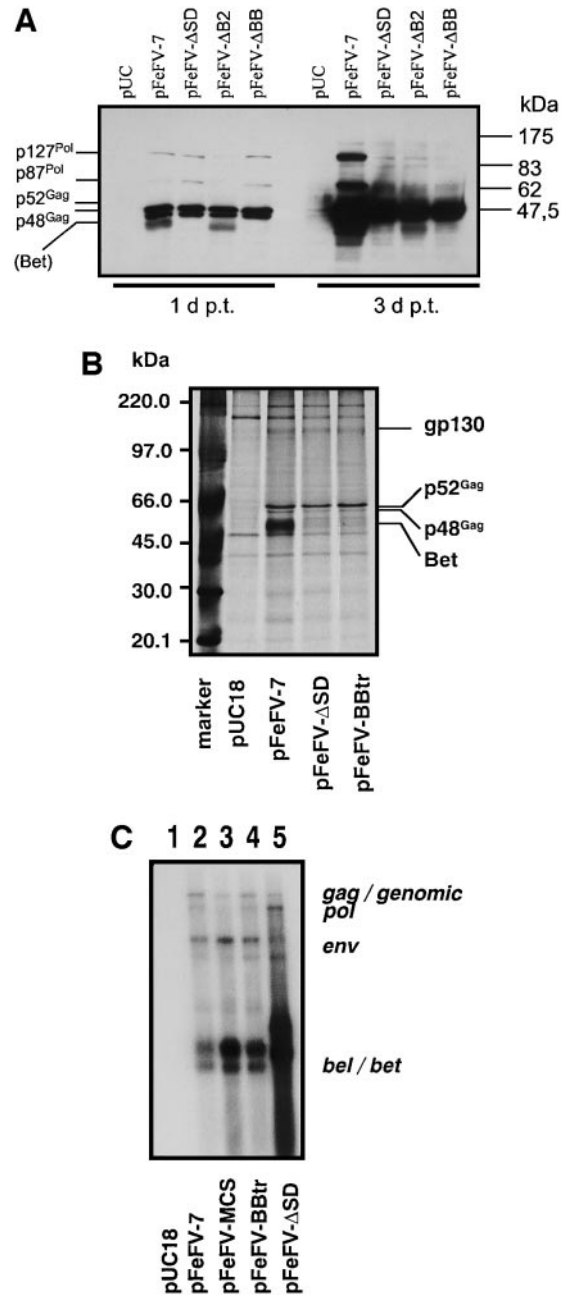 A
pUC
pFeFV-7
pFeFV-ΔSD
pFeFV-ΔB2
pFeFV-ΔBB
pUC
pFeFV-7
pFeFV-ΔSD
pFeFV-ΔB2
pFeFV-ΔBB
kDa
p127Pol
p87Pol
p52Gag
p48Gag
(Bet)
175
83
62
47,5
1 d p.t.
3 d p.t.
B
kDa
220.0
97.0
66.0
45.0
30.0
20.1
gp130
p52Gag
p48Gag
Bet
marker
pUC18
pFeFV-7
pFeFV-ΔSD
pFeFV-BBtr
C
1 2 3 4 5
gag / genomic
pol
env
bel / bet
pUC18
pFeFV-7
pFeFV-MCS
pFeFV-BBtr
pFeFV-ΔSD